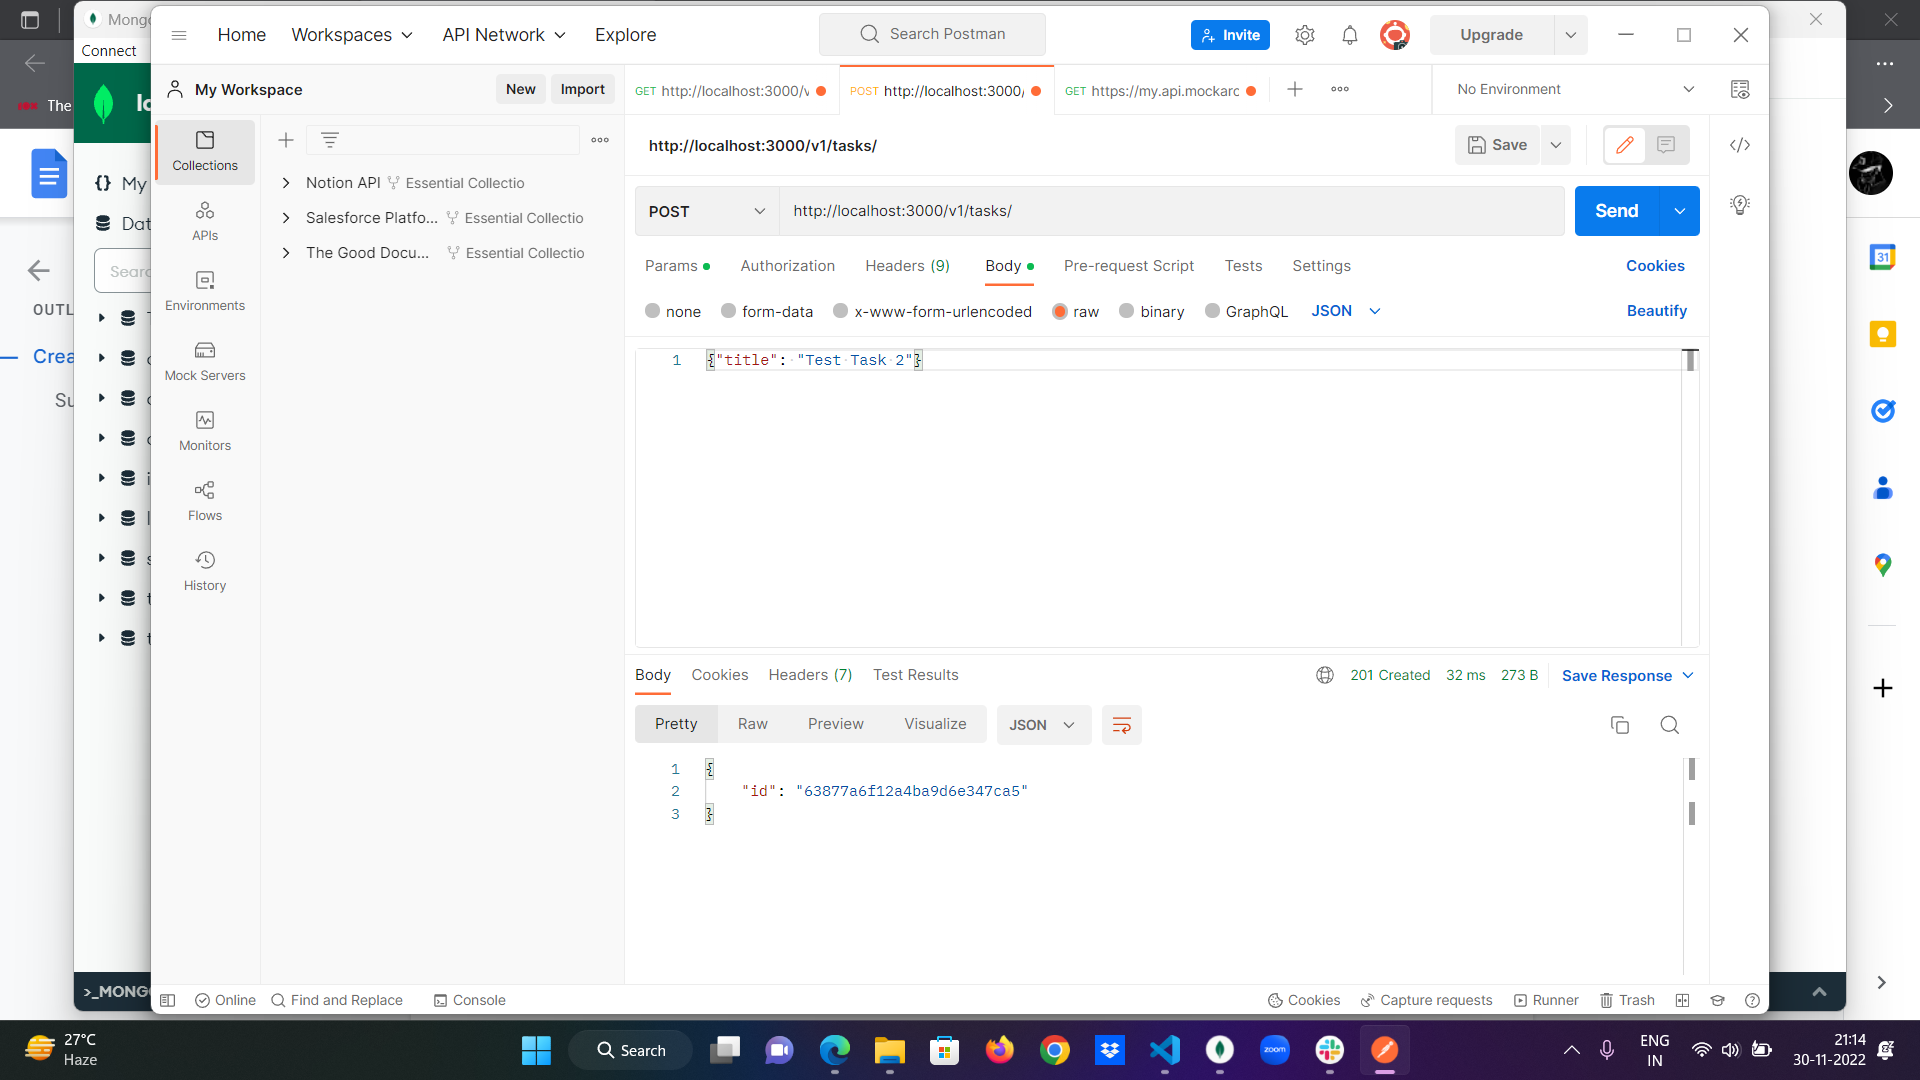 Mongo
Connect
The
lo
My
Dat
Searc
OUTL
Crea
Su
>_MONGO
Home
Workspaces
API Network
Explore
Search Postman
Invite
Upgrade
My Workspace
New
Import
GET http://localhost:3000/v
POST http://localhost:3000/
GET https://my.api.mockarc
No Environment
Collections
APIs
Environments
Mock Servers
Monitors
Flows
History
Notion API Essential Collectio
Salesforce Platfo... Essential Collectio
The Good Docu... Essential Collectio
http://localhost:3000/v1/tasks/
Save
POST
http://localhost:3000/v1/tasks/
Send
Params
Authorization
Headers (9)
Body
Pre-request Script
Tests
Settings
Cookies
none
form-data
x-www-form-urlencoded
raw
binary
GraphQL
JSON
Beautify
1 {"title": "Test Task 2"}
Body
Cookies
Headers (7)
Test Results
201 Created
32 ms
273 B
Save Response
Pretty
Raw
Preview
Visualize
JSON
1 {
2 "id": "63877a6f12a4ba9d6e347ca5"
3 }
Online
Find and Replace
Console
Cookies
Capture requests
Runner
Trash
31
27°C
Haze
Search
zoom
ENG
IN
21:14
30-11-2022